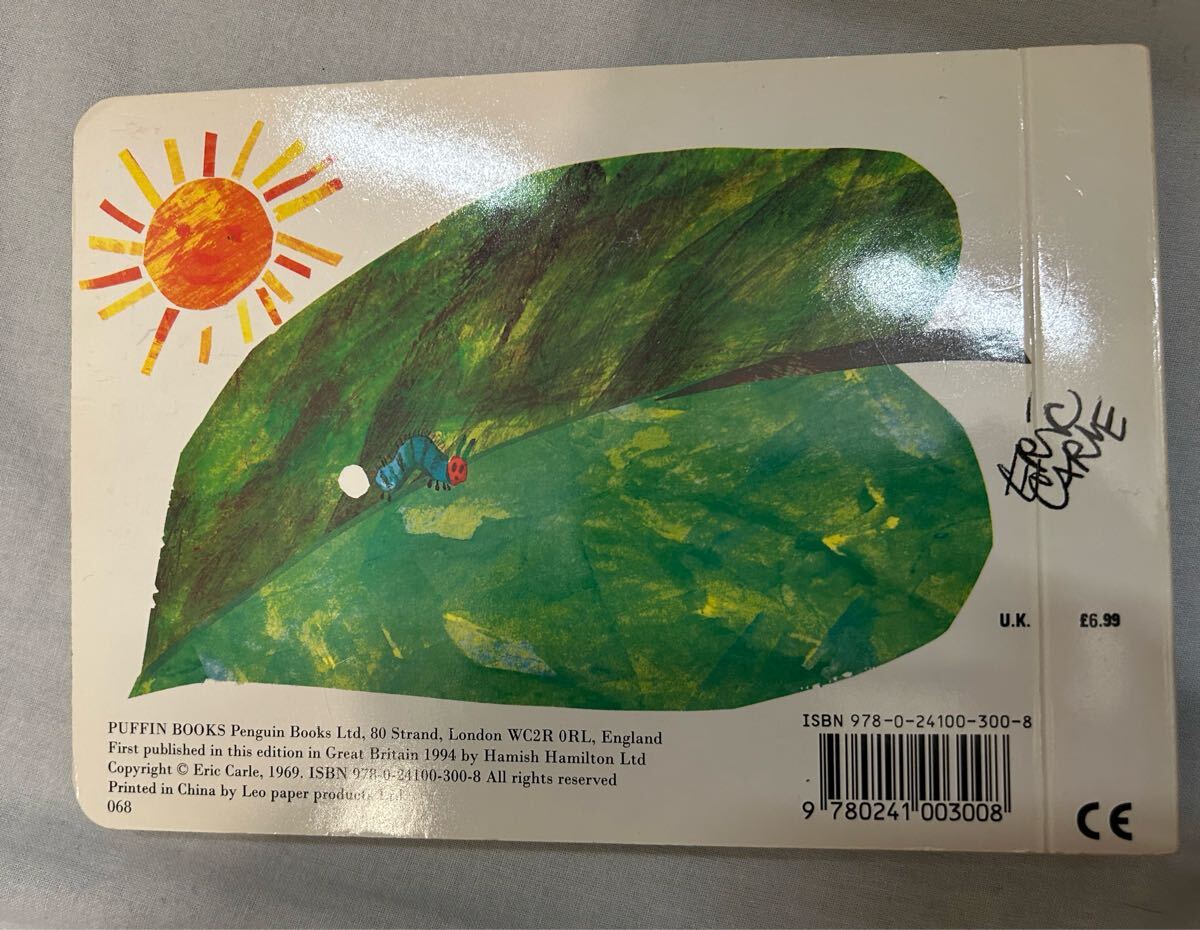 ERIC
CARLE
U.K. £6.99
PUFFIN BOOKS Penguin Books Ltd, 80 Strand, London WC2R 0RL, England
First published in this edition in Great Britain 1994 by Hamish Hamilton Ltd
Copyright © Eric Carle, 1969. ISBN 978-0-24100-300-8 All rights reserved
Printed in China by Leo paper products Ltd.
068
ISBN 978-0-24100-300-8
9 780241 003008
CE